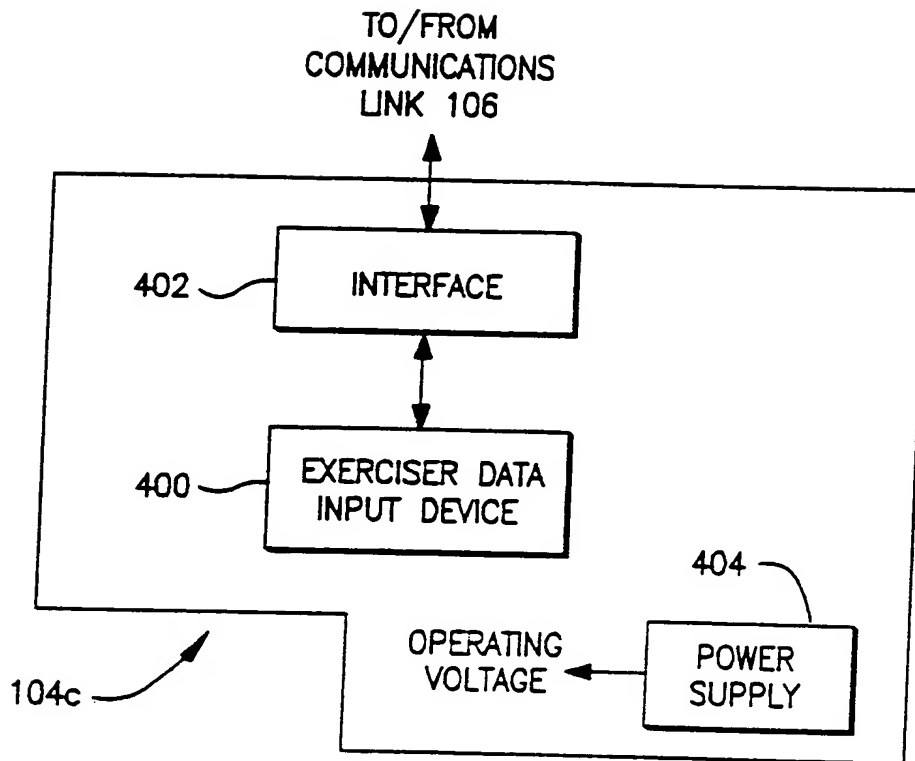 TO/FROM
COMMUNICATIONS
LINK 106
402
INTERFACE
400
EXERCISER DATA
INPUT DEVICE
404
OPERATING
VOLTAGE
POWER
SUPPLY
104c